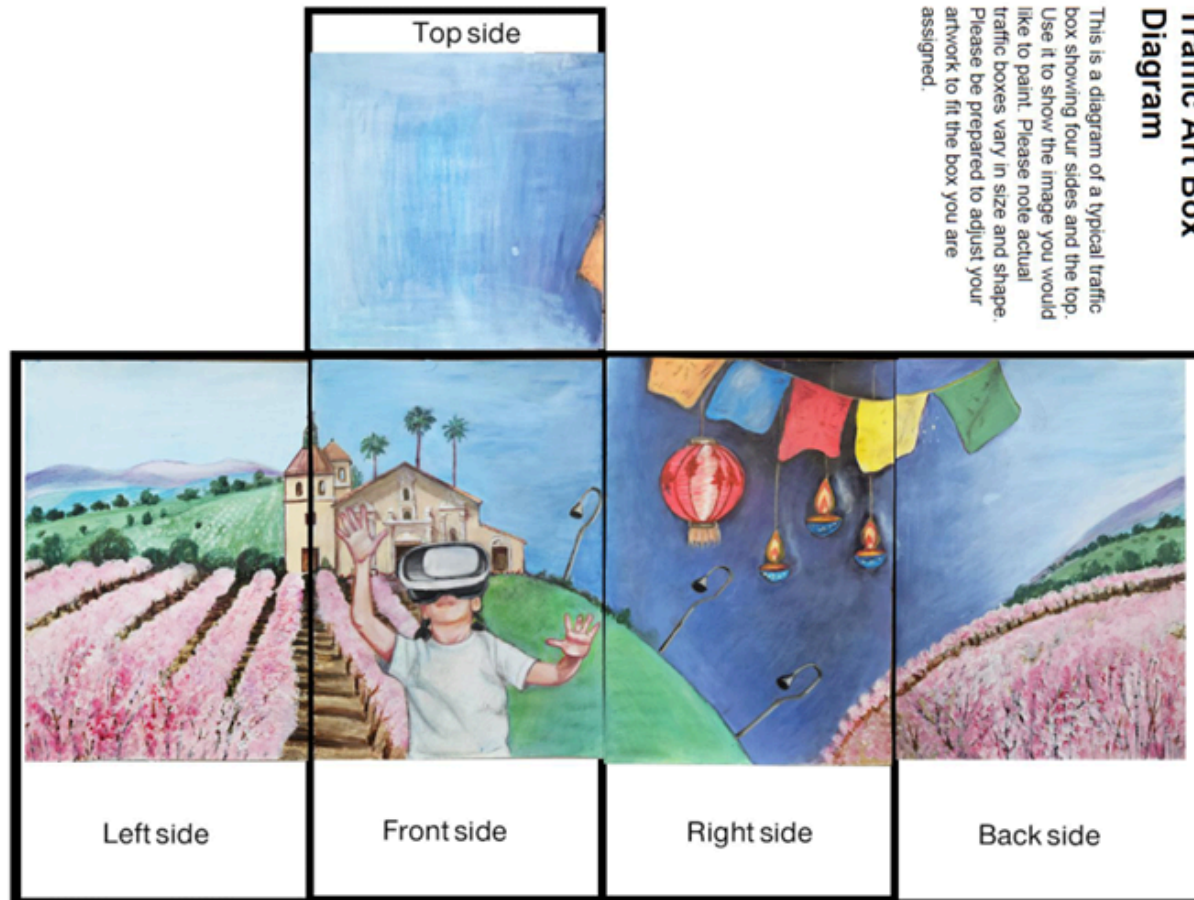 Top side
Traffic Art Box
Diagram
This is a diagram of a typical traffic
box showing four sides and the top.
Use it to show the image you would
like to paint. Please note actual
traffic boxes vary in size and shape.
Please be prepared to adjust your
artwork to fit the box you are
assigned.
Left side
Front side
Right side
Back side